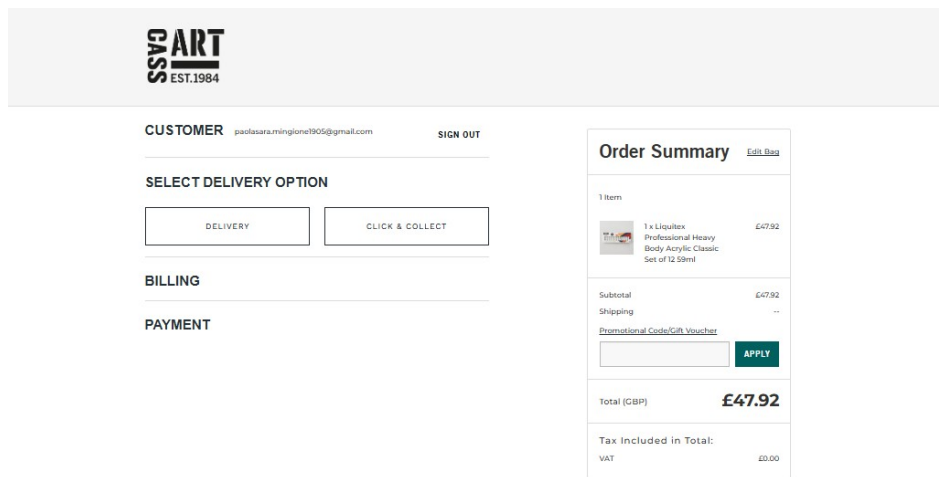 CASS ART
EST.1984
CUSTOMER paolasara.mingione1905@gmail.com SIGN OUT
SELECT DELIVERY OPTION
DELIVERY CLICK & COLLECT
BILLING
PAYMENT
Order Summary Edit Bag
1 Item
1 x Liquitex £47.92
Professional Heavy
Body Acrylic Classic
Set of 12 59ml
Subtotal £47.92
Shipping --
Promotional Code/Gift Voucher
APPLY
Total (GBP) £47.92
Tax Included in Total:
VAT £0.00